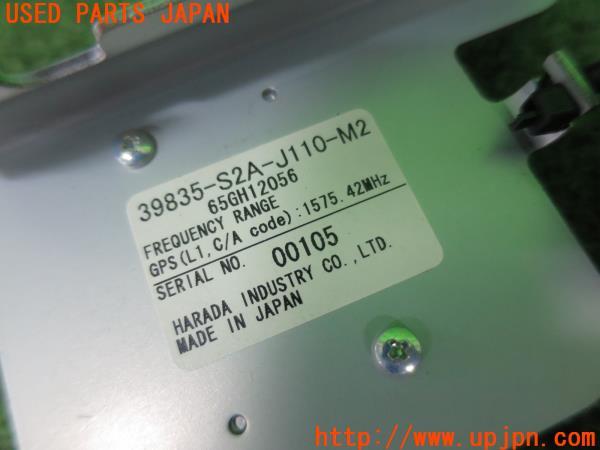 USED PARTS JAPAN
39835-S2A-J110-M2
65GH12056
FREQUENCY RANGE
GPS(L1,C/A code):1575.42MHz
SERIAL NO. 00105
HARADA INDUSTRY CO.,LTD.
MADE IN JAPAN
UPJ - www.upjpn.com